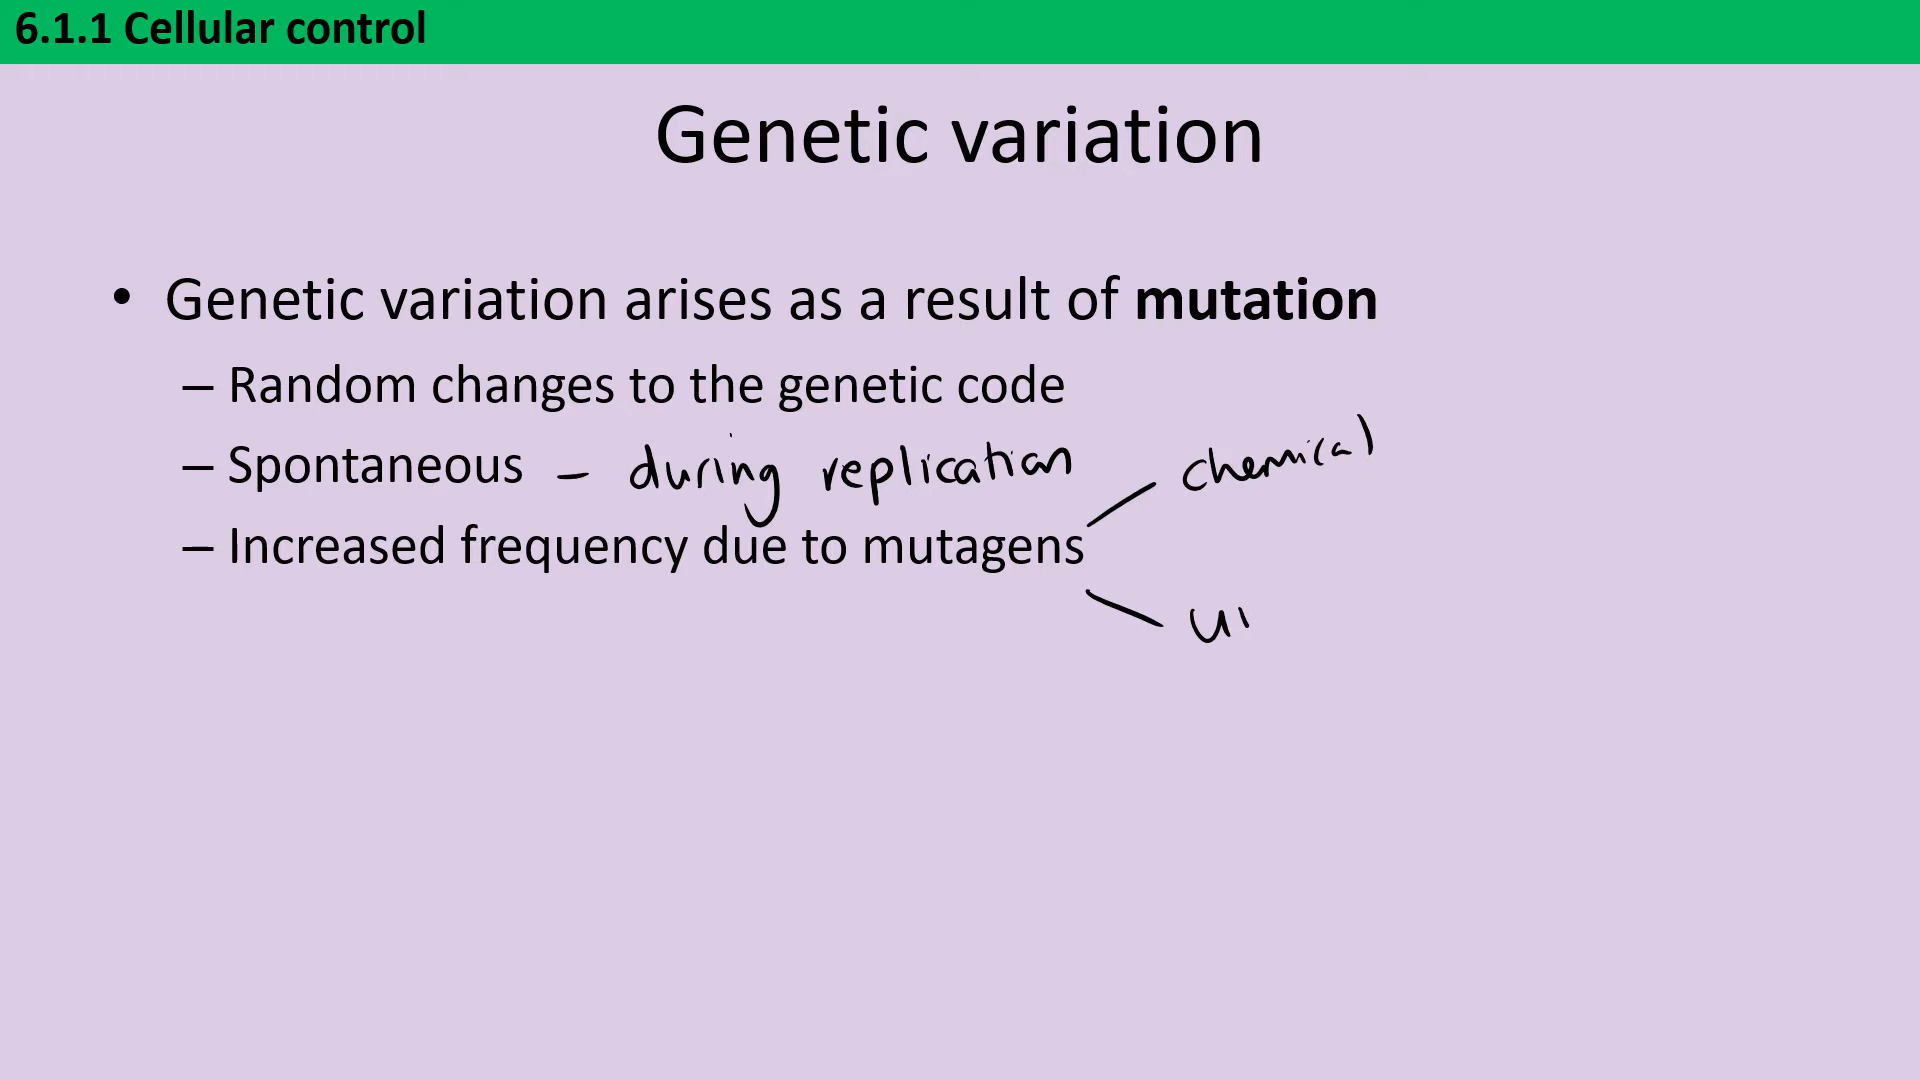 6.1.1 Cellular control
Genetic variation
• Genetic variation arises as a result of mutation
– Random changes to the genetic code
– Spontaneous – during replication
chemical
– Increased frequency due to mutagens